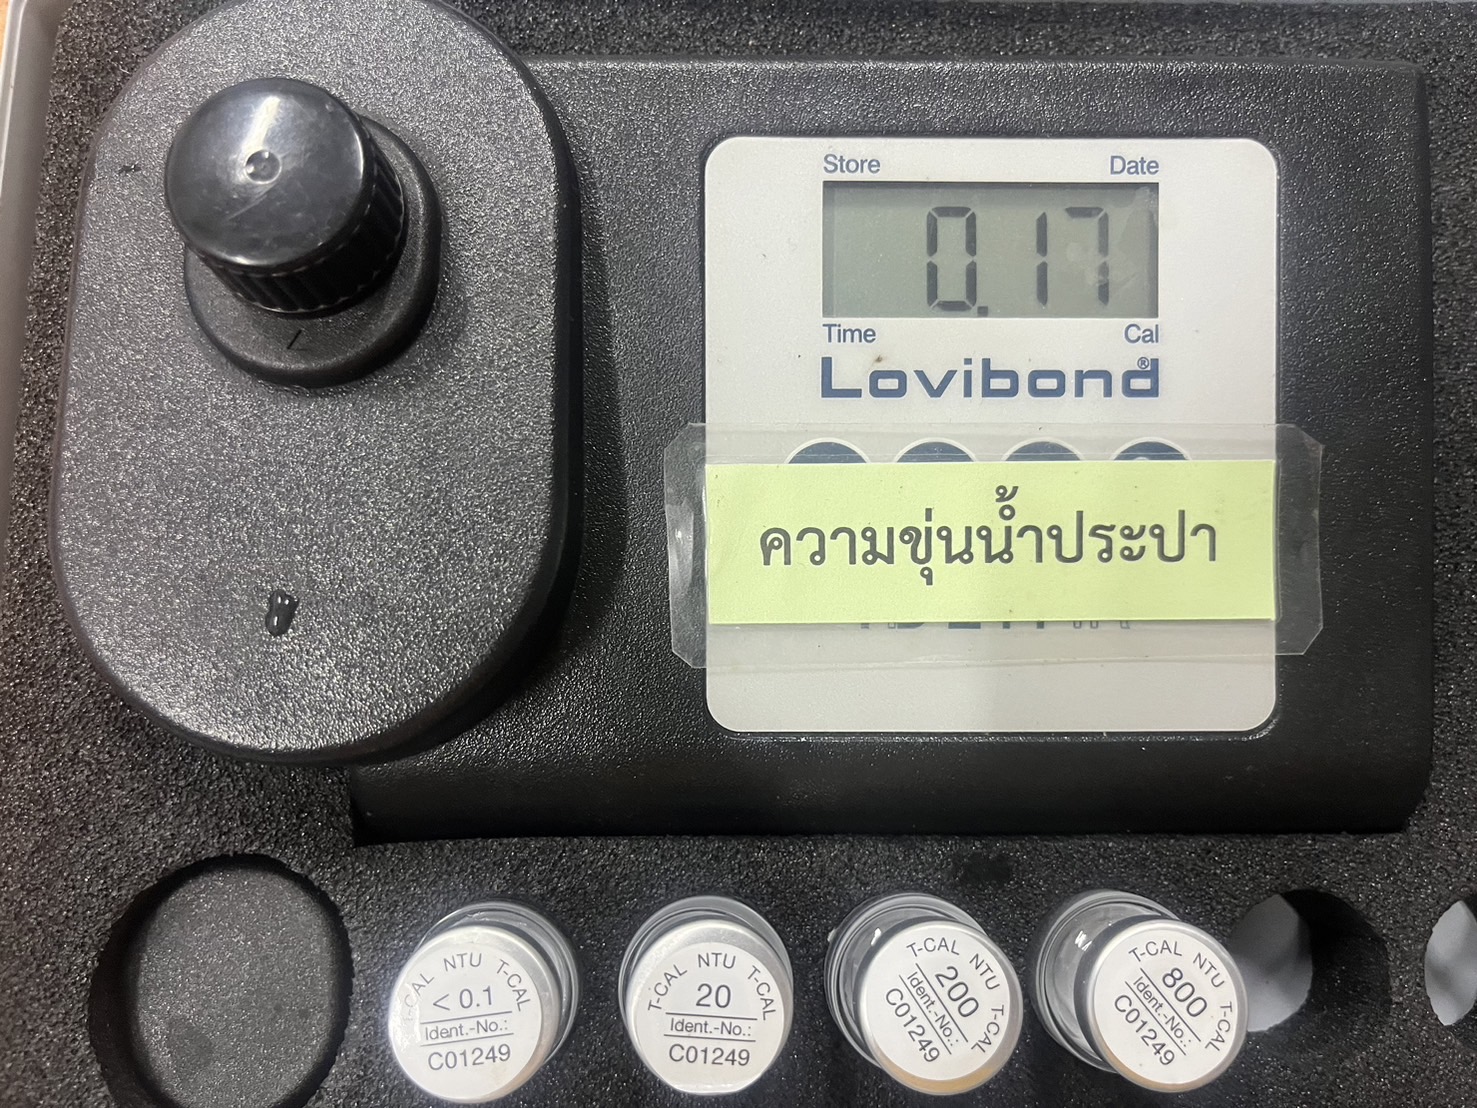 Store Date
0.17
Time Cal
Lovibond®
ความขุ่นน้ำประปา
T-CAL NTU T-CAL
< 0.1
Ident.-No.:
C01249
T-CAL NTU T-CAL
20
Ident.-No.:
C01249
T-CAL NTU T-CAL
200
Ident.-No.:
C01249
T-CAL NTU T-CAL
800
Ident.-No.:
C01249